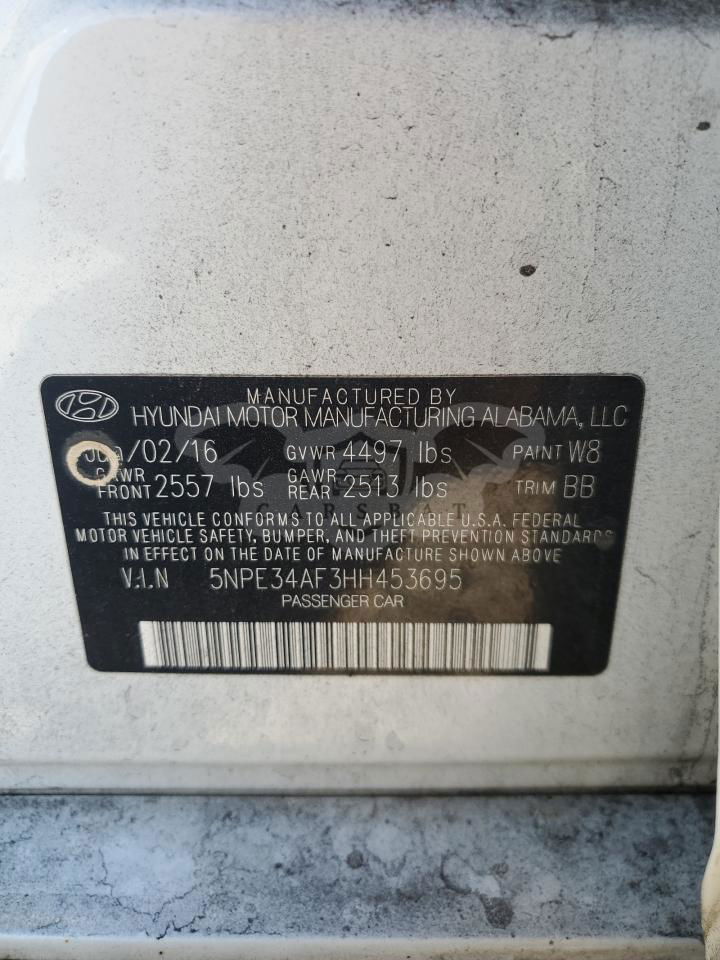 MANUFACTURED BY
HYUNDAI MOTOR MANUFACTURING ALABAMA, LLC
/02/16 GVWR 4497 lbs PAINT W8
GAWR FRONT 2557 lbs GAWR REAR 2513 lbs TRIM BB
CARSBAT
THIS VEHICLE CONFORMS TO ALL APPLICABLE U.S.A. FEDERAL
MOTOR VEHICLE SAFETY, BUMPER, AND THEFT PREVENTION STANDARDS
IN EFFECT ON THE DATE OF MANUFACTURE SHOWN ABOVE
V.I.N 5NPE34AF3HH453695
PASSENGER CAR